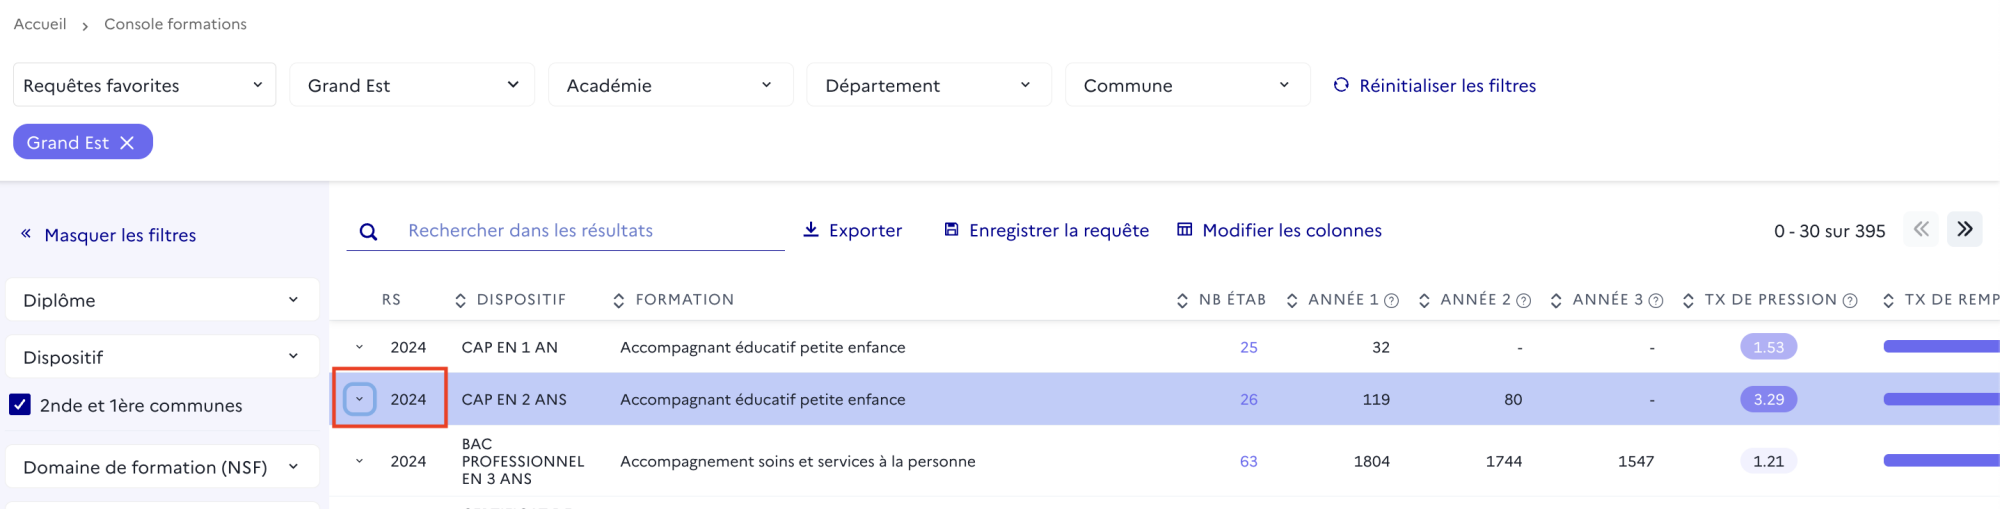 Accueil > Console formations
Requêtes favorites Grand Est Académie Département Commune Réinitialiser les filtres
Grand Est
Masquer les filtres
Rechercher dans les résultats Exporter Enregistrer la requête Modifier les colonnes 0 - 30 sur 395
Diplôme
Dispositif
2nde et 1ère communes
Domaine de formation (NSF)
RS DISPOSITIF FORMATION NB ÉTAB ANNÉE 1 ANNÉE 2 ANNÉE 3 TX DE PRESSION TX DE REMP
2024 CAP EN 1 AN Accompagnant éducatif petite enfance 25 32 - - 1.53
2024 CAP EN 2 ANS Accompagnant éducatif petite enfance 26 119 80 - 3.29
BAC
2024 PROFESSIONNEL Accompagnement soins et services à la personne 63 1804 1744 1547 1.21
EN 3 ANS